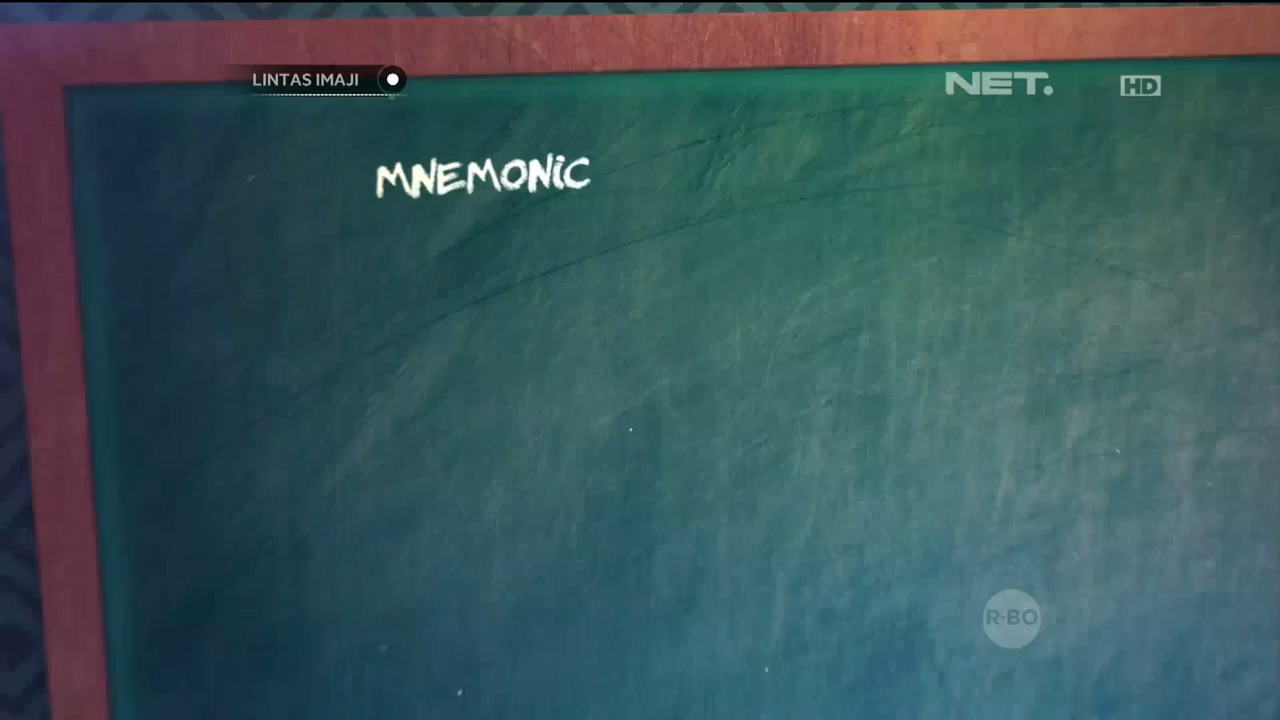 LINTAS IMAJI
NET.
HD
MNEMONIC
R-BO